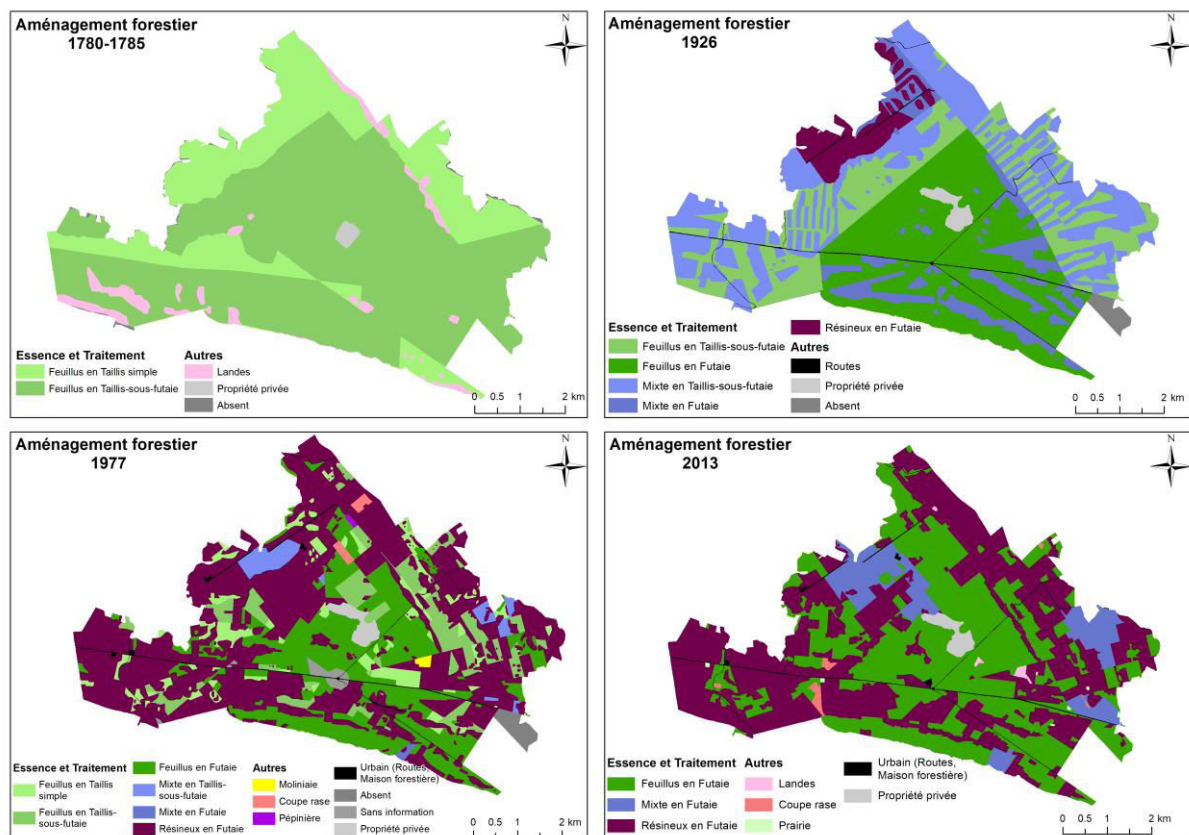 Aménagement forestier
1780-1785
N
Essence et Traitement
Feuillus en Taillis simple
Feuillus en Taillis-sous-futaie
Autres
Landes
Propriété privée
Absent
0 0.5 1 2 km
Aménagement forestier
1926
N
Essence et Traitement
Feuillus en Taillis-sous-futaie
Feuillus en Futaie
Mixte en Taillis-sous-futaie
Mixte en Futaie
Résineux en Futaie
Autres
Routes
Propriété privée
Absent
0 0.5 1 2 km
Aménagement forestier
1977
N
Essence et Traitement
Feuillus en Taillis
simple
Feuillus en Taillis-
sous-futaie
Feuillus en Futaie
Mixte en Taillis-
sous-futaie
Mixte en Futaie
Résineux en Futaie
Autres
Moliniaie
Coupe rase
Pépinière
Urbain (Routes,
Maison forestière)
Absent
Sans information
Propriété privée
0 0.5 1 2 km
Aménagement forestier
2013
N
Essence et Traitement
Feuillus en Futaie
Mixte en Futaie
Résineux en Futaie
Autres
Landes
Coupe rase
Prairie
Urbain (Routes,
Maison forestière)
Propriété privée
0 0.5 1 2 km